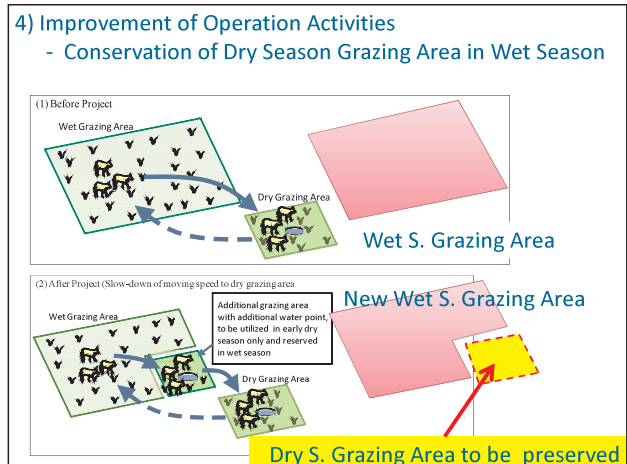 4) Improvement of Operation Activities
- Conservation of Dry Season Grazing Area in Wet Season
(1) Before Project
Wet Grazing Area
Dry Grazing Area
Wet S. Grazing Area
(2) After Project (Slow-down of moving speed to dry grazing area
New Wet S. Grazing Area
Wet Grazing Area
Additional grazing area
with additional water point,
to be utilized in early dry
season only and reserved
in wet season
Dry Grazing Area
Dry S. Grazing Area to be preserved